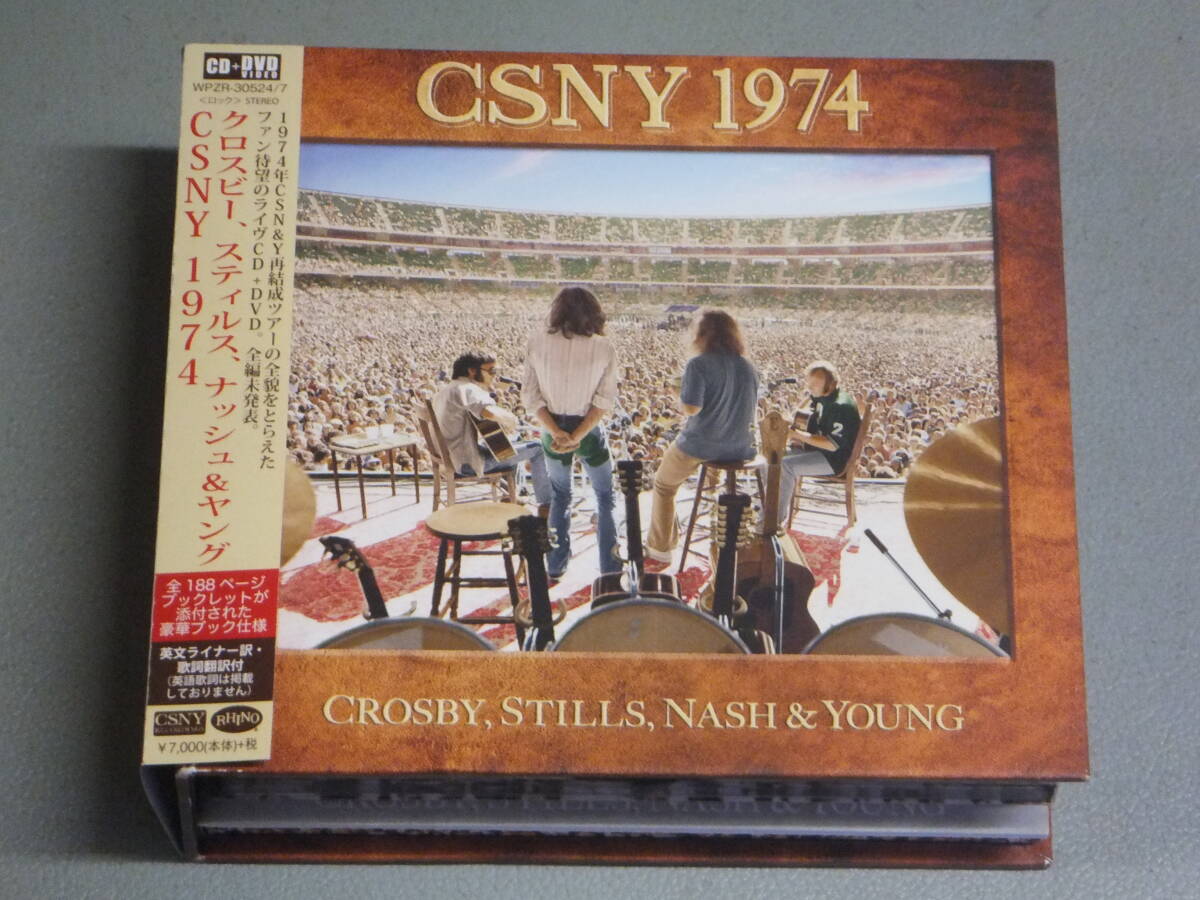 CD+DVD
VIDEO
WPZR-30524/7
<ロック> STEREO
1974年CSN&Y再結成ツアーの全貌をとらえた
ファン待望のライヴCD+DVD。全編未発表。
クロスビー、スティルス、ナッシュ&ヤング
CSNY 1974
全188ページ
ブックレットが
添付された
豪華ブック仕様
英文ライナー訳・
歌詞翻訳付
(英語歌詞は掲載
しておりません)
CSNY
RECORDINGS
RHINO
¥7,000(本体)+税
CSNY 1974
2
CROSBY, STILLS, NASH & YOUNG
CROSBY, STILLS, NASH & YOUNG